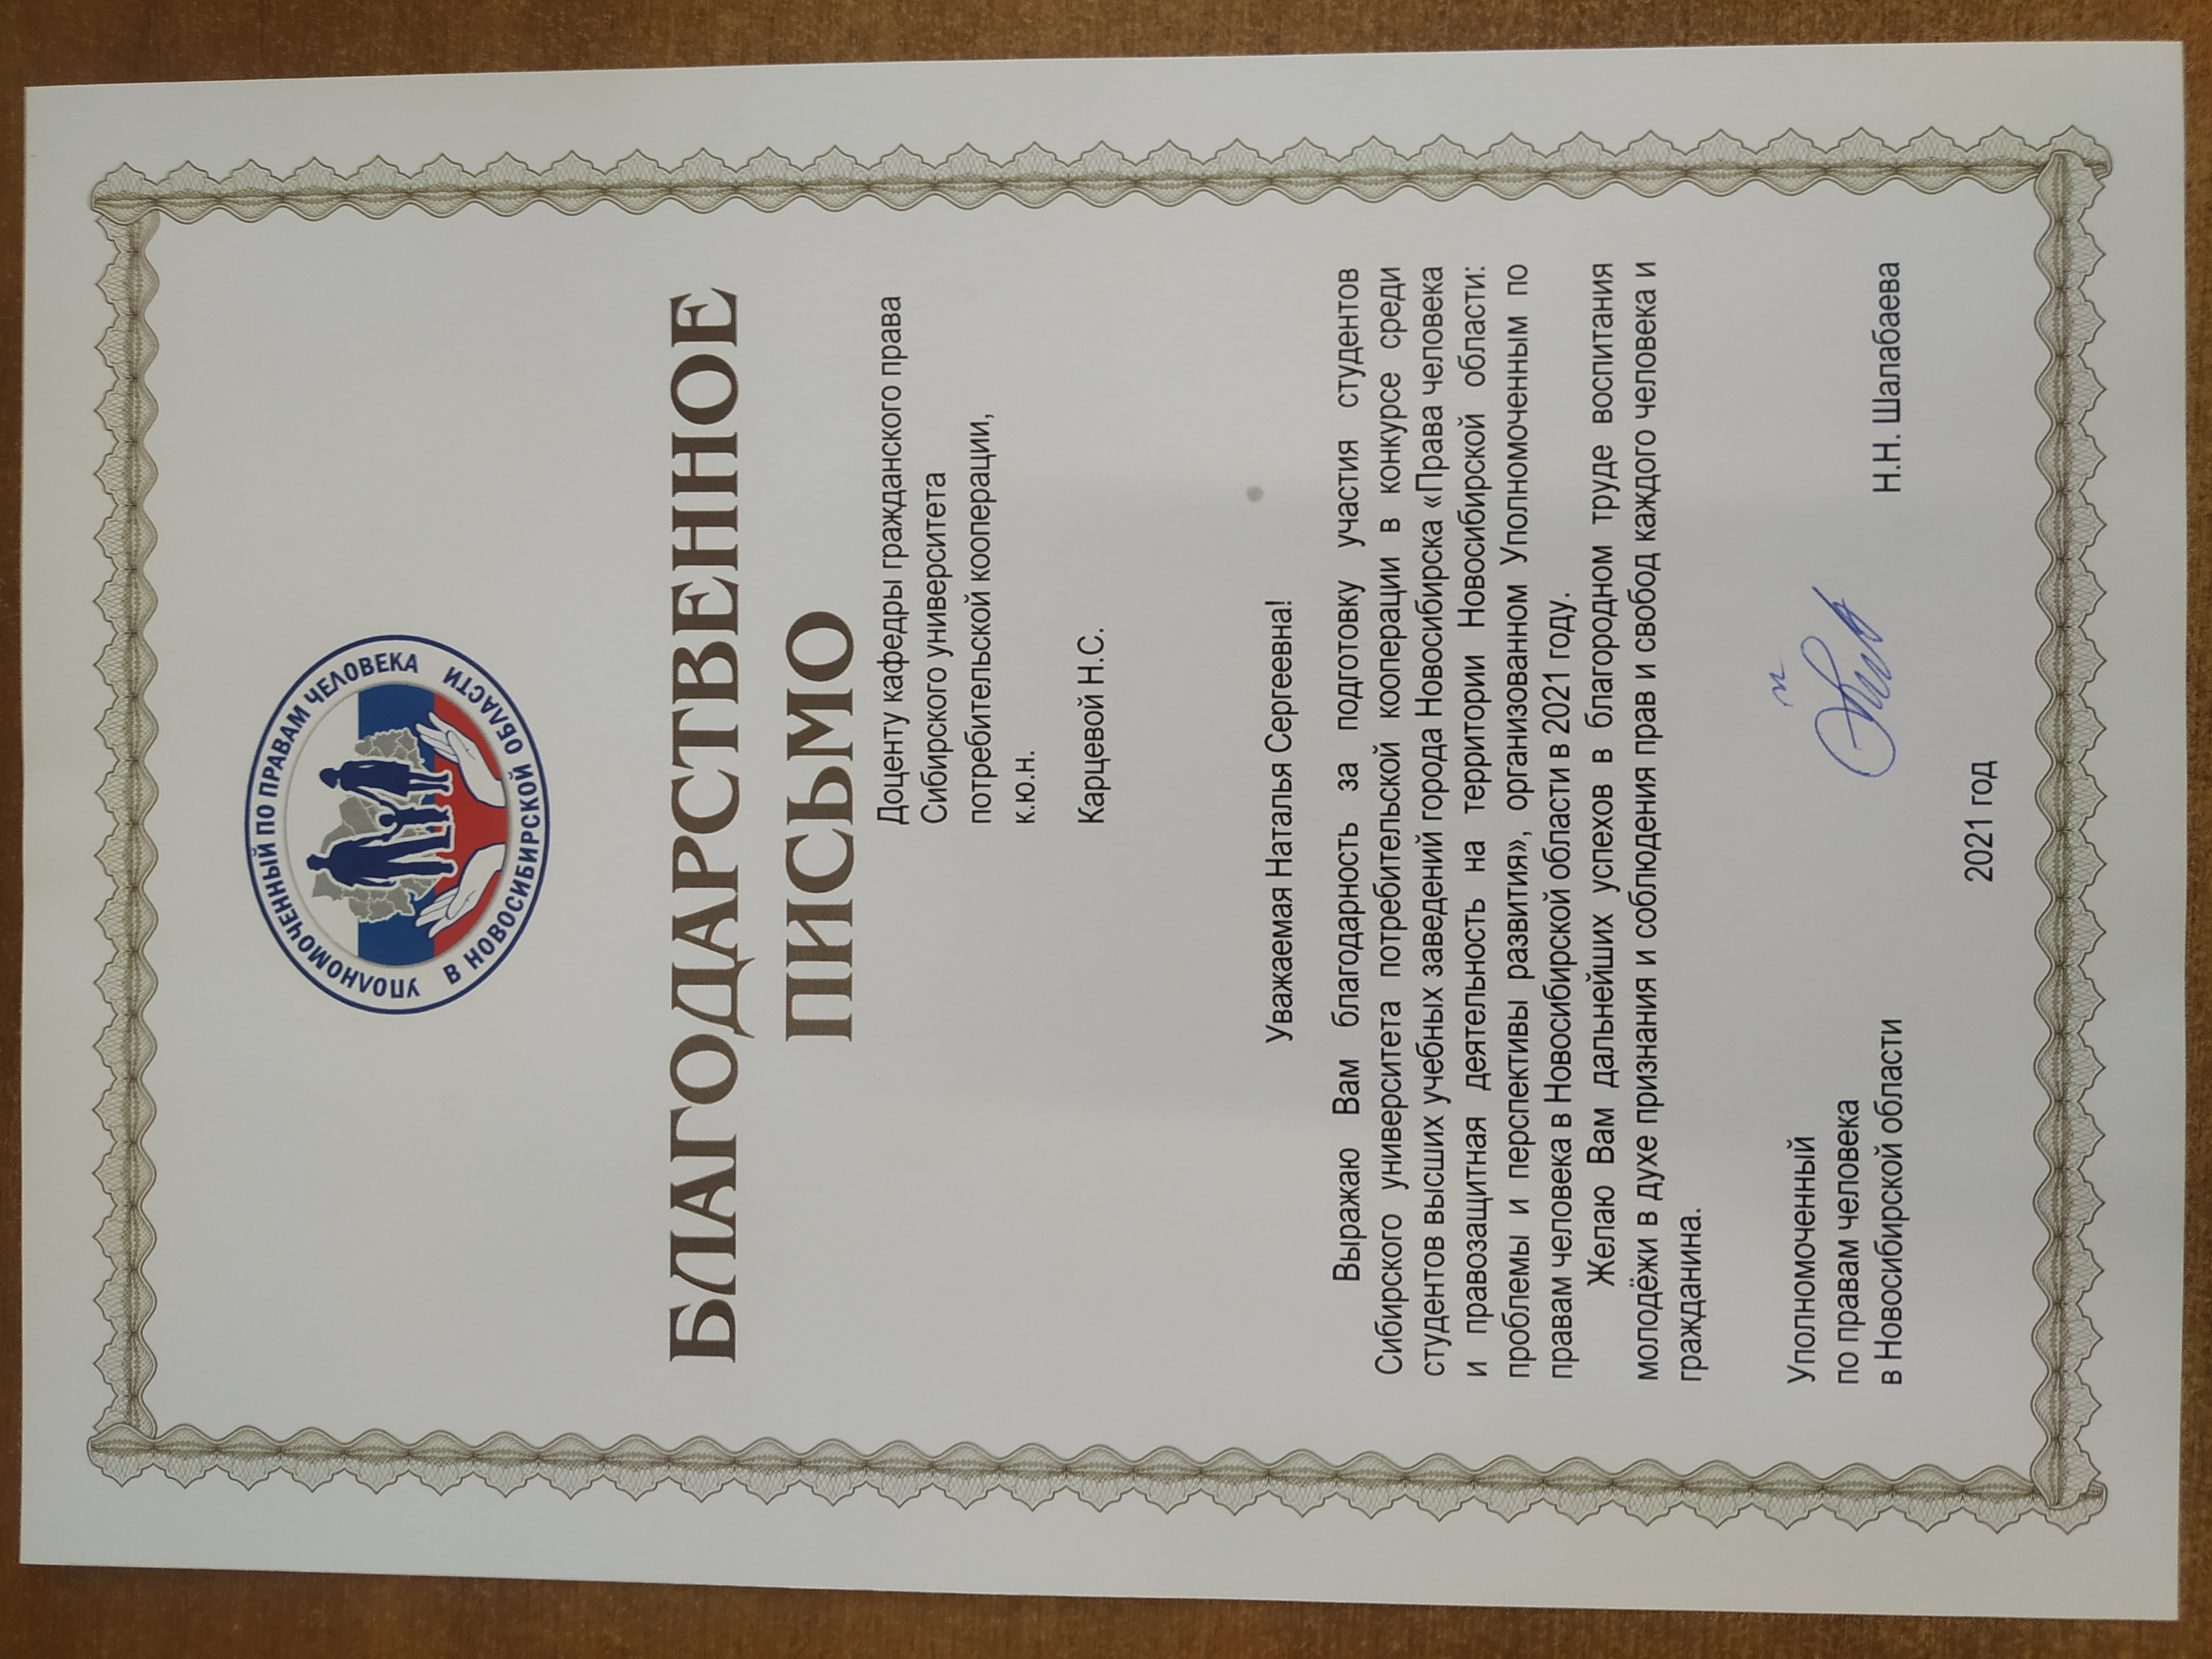 УПОЛНОМОЧЕННЫЙ ПО ПРАВАМ ЧЕЛОВЕКА
В НОВОСИБИРСКОЙ ОБЛАСТИ
БЛАГОДАРСТВЕННОЕ
ПИСЬМО
Доценту кафедры гражданского права
Сибирского университета
потребительской кооперации,
к.ю.н.
Карцевой Н.С.
Уважаемая Наталья Сергеевна!
Выражаю Вам благодарность за подготовку участия студентов
Сибирского университета потребительской кооперации в конкурсе среди
студентов высших учебных заведений города Новосибирска «Права человека
и правозащитная деятельность на территории Новосибирской области:
проблемы и перспективы развития», организованном Уполномоченным по
правам человека в Новосибирской области в 2021 году.
Желаю Вам дальнейших успехов в благородном труде воспитания
молодёжи в духе признания и соблюдения прав и свобод каждого человека и
гражданина.
Уполномоченный
по правам человека
в Новосибирской области
Н.Н. Шалабаева
2021 год